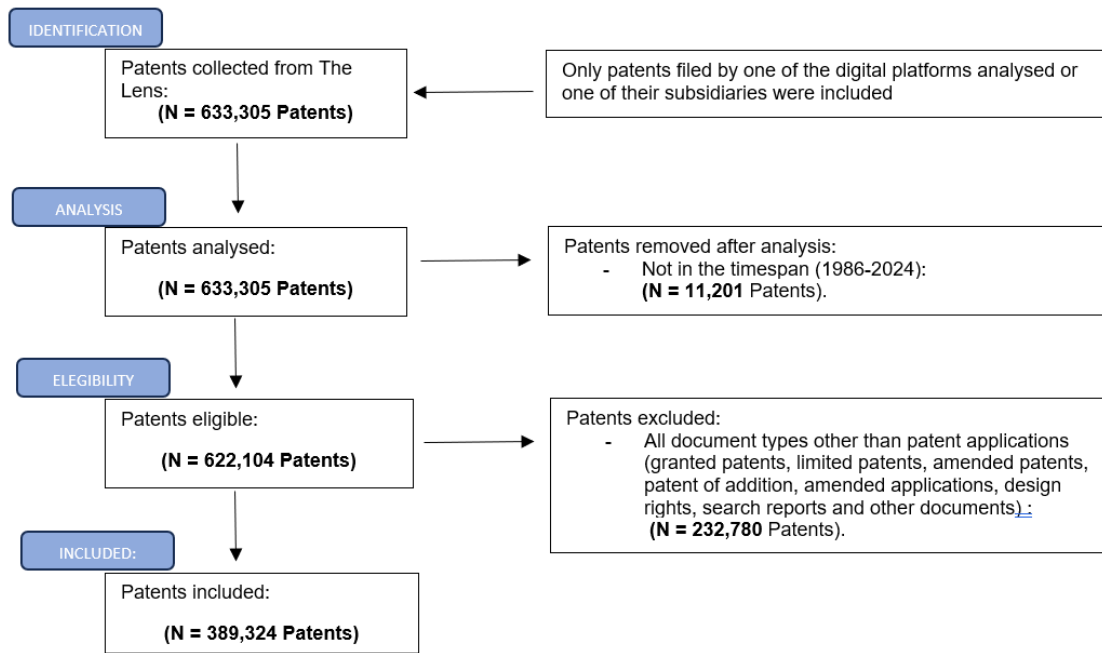 IDENTIFICATION
Patents collected from The
Lens:
(N = 633,305 Patents)
Only patents filed by one of the digital platforms analysed or
one of their subsidiaries were included
ANALYSIS
Patents analysed:
(N = 633,305 Patents)
Patents removed after analysis:
- Not in the timespan (1986-2024):
(N = 11,201 Patents).
ELEGIBILITY
Patents eligible:
(N = 622,104 Patents)
Patents excluded:
- All document types other than patent applications
(granted patents, limited patents, amended patents,
patent of addition, amended applications, design
rights, search reports and other documents) :
(N = 232,780 Patents).
INCLUDED:
Patents included:
(N = 389,324 Patents)